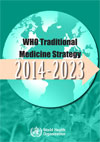 WHO Traditional
Medicine Strategy
2014-2023
World Health
Organization